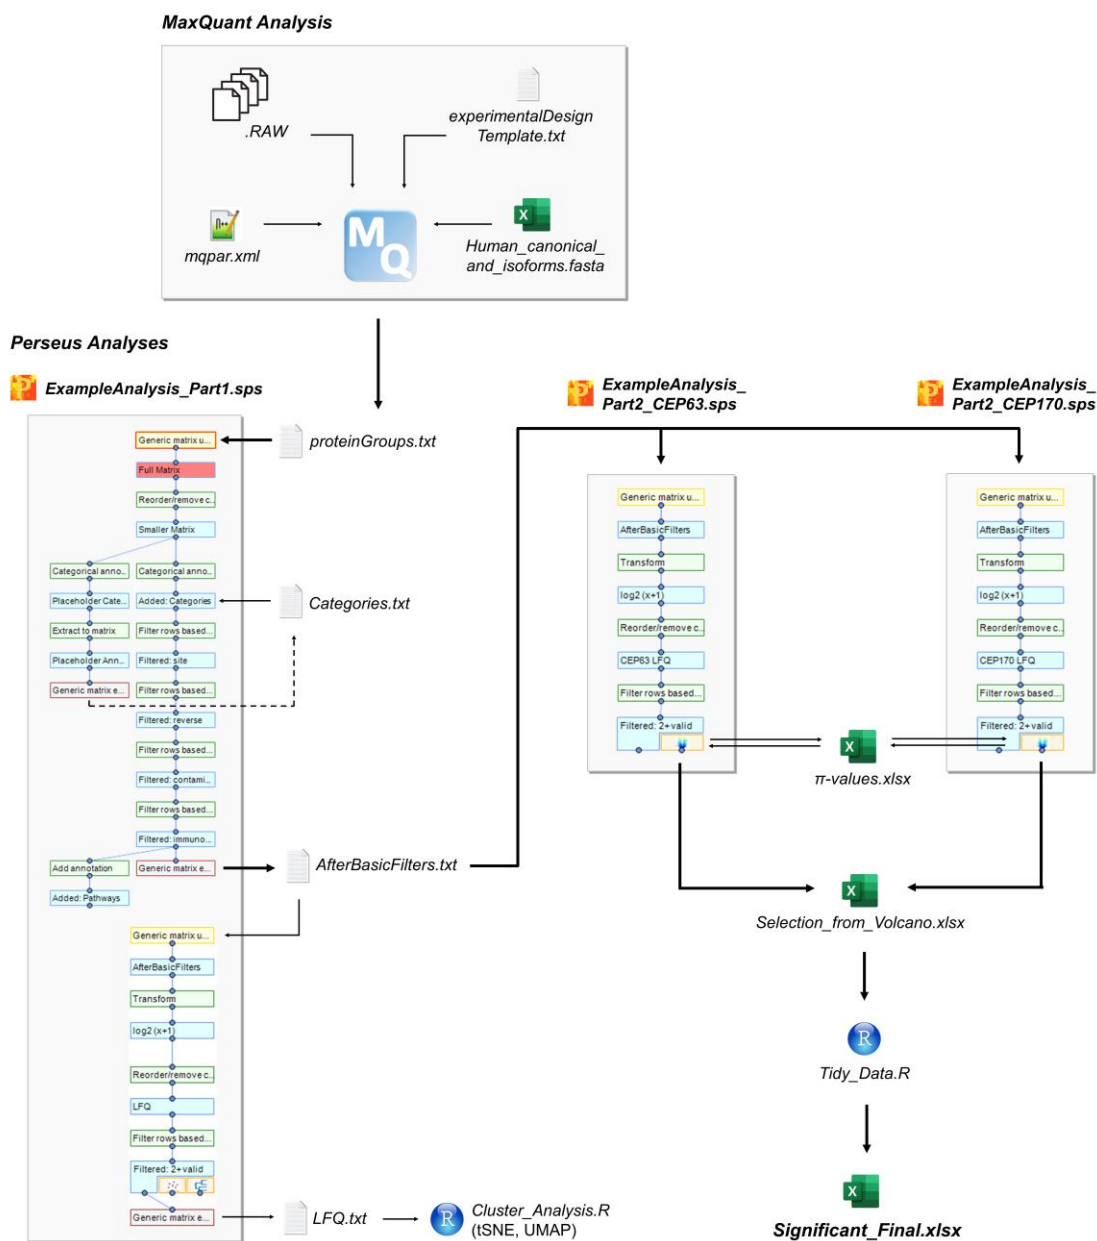 MaxQuant Analysis
.RAW
experimentalDesign
Template.txt
mqpar.xml
MQ
Human_canonical_
and_isoforms.fasta
Perseus Analyses
ExampleAnalysis_Part1.sps
Generic matrix u...
proteinGroups.txt
Full Matrix
Reorder/remove c...
Smaller Matrix
Categorical anno...
Categorical anno...
Placeholder Cate...
Added: Categories
Categories.txt
Extract to matrix
Filter rows based...
Placeholder Ann...
Filtered: site
Generic matrix e...
Filter rows based...
Filtered: reverse
Filter rows based...
Filtered: contami...
Filter rows based...
Filtered: immuno...
Add annotation
Generic matrix e...
AfterBasicFilters.txt
Added: Pathways
Generic matrix u...
AfterBasicFilters
Transform
log2 (x+1)
Reorder/remove c...
LFQ
Filter rows based...
Filtered: 2+ valid
Generic matrix e...
LFQ.txt
Cluster_Analysis.R
(tSNE, UMAP)
ExampleAnalysis_
Part2_CEP63.sps
Generic matrix u...
AfterBasicFilters
Transform
log2 (x+1)
Reorder/remove c...
CEP63 LFQ
Filter rows based...
Filtered: 2+ valid
ExampleAnalysis_
Part2_CEP170.sps
Generic matrix u...
AfterBasicFilters
Transform
log2 (x+1)
Reorder/remove c...
CEP170 LFQ
Filter rows based...
Filtered: 2+ valid
π-values.xlsx
Selection_from_Volcano.xlsx
R
Tidy_Data.R
Significant_Final.xlsx